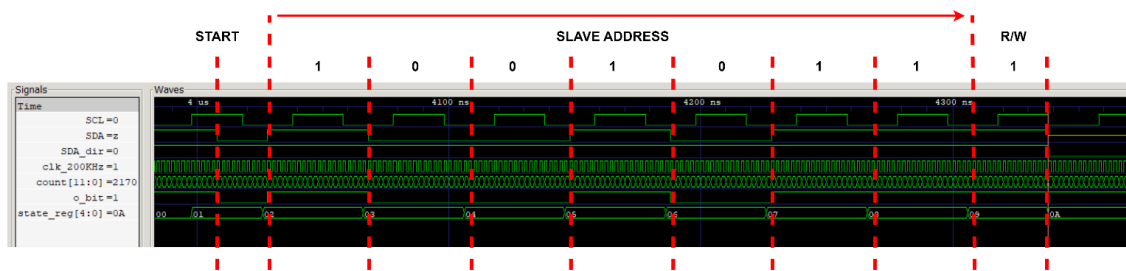 START SLAVE ADDRESS R/W
1 0 0 1 0 1 1 1
Signals Waves
Time 4 us 4100 ns 4200 ns 4300 ns
SCL=0
SDA=z
SDA_dir=0
clk_200KHz=1
count[11:0]=2170
o_bit=1
state_reg[4:0]=0A 00 01 02 03 04 05 06 07 08 09 0A